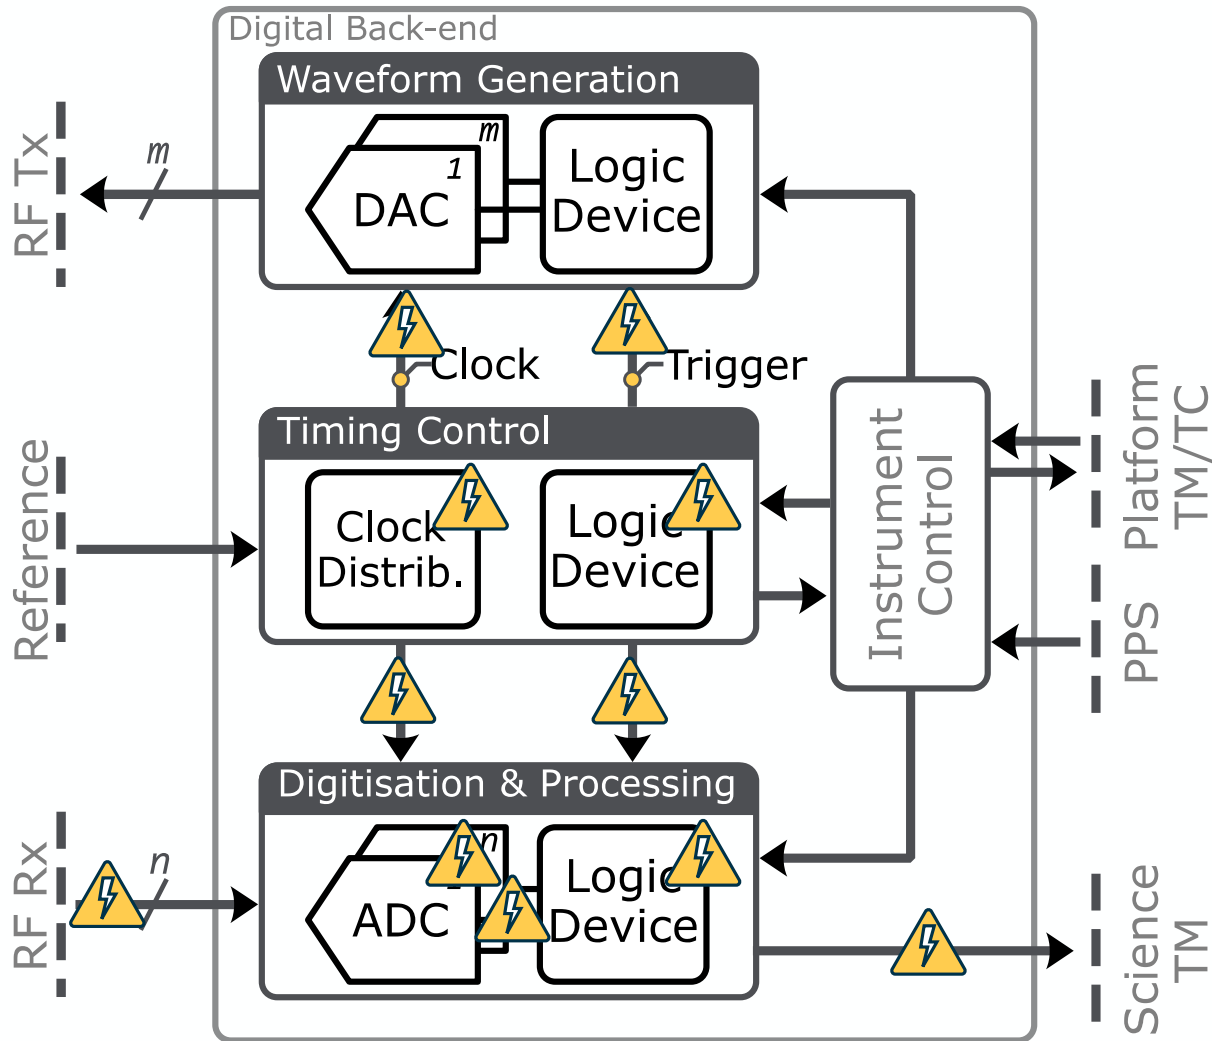 Digital Back-end
Waveform Generation
RF Tx
m
m
1
DAC
Logic
Device
Clock
Trigger
Timing Control
Reference
Clock
Distrib.
Logic
Device
Instrument
Control
Platform
TM/TC
PPS
Digitisation & Processing
RF Rx
n
n
ADC
Logic
Device
Science
TM